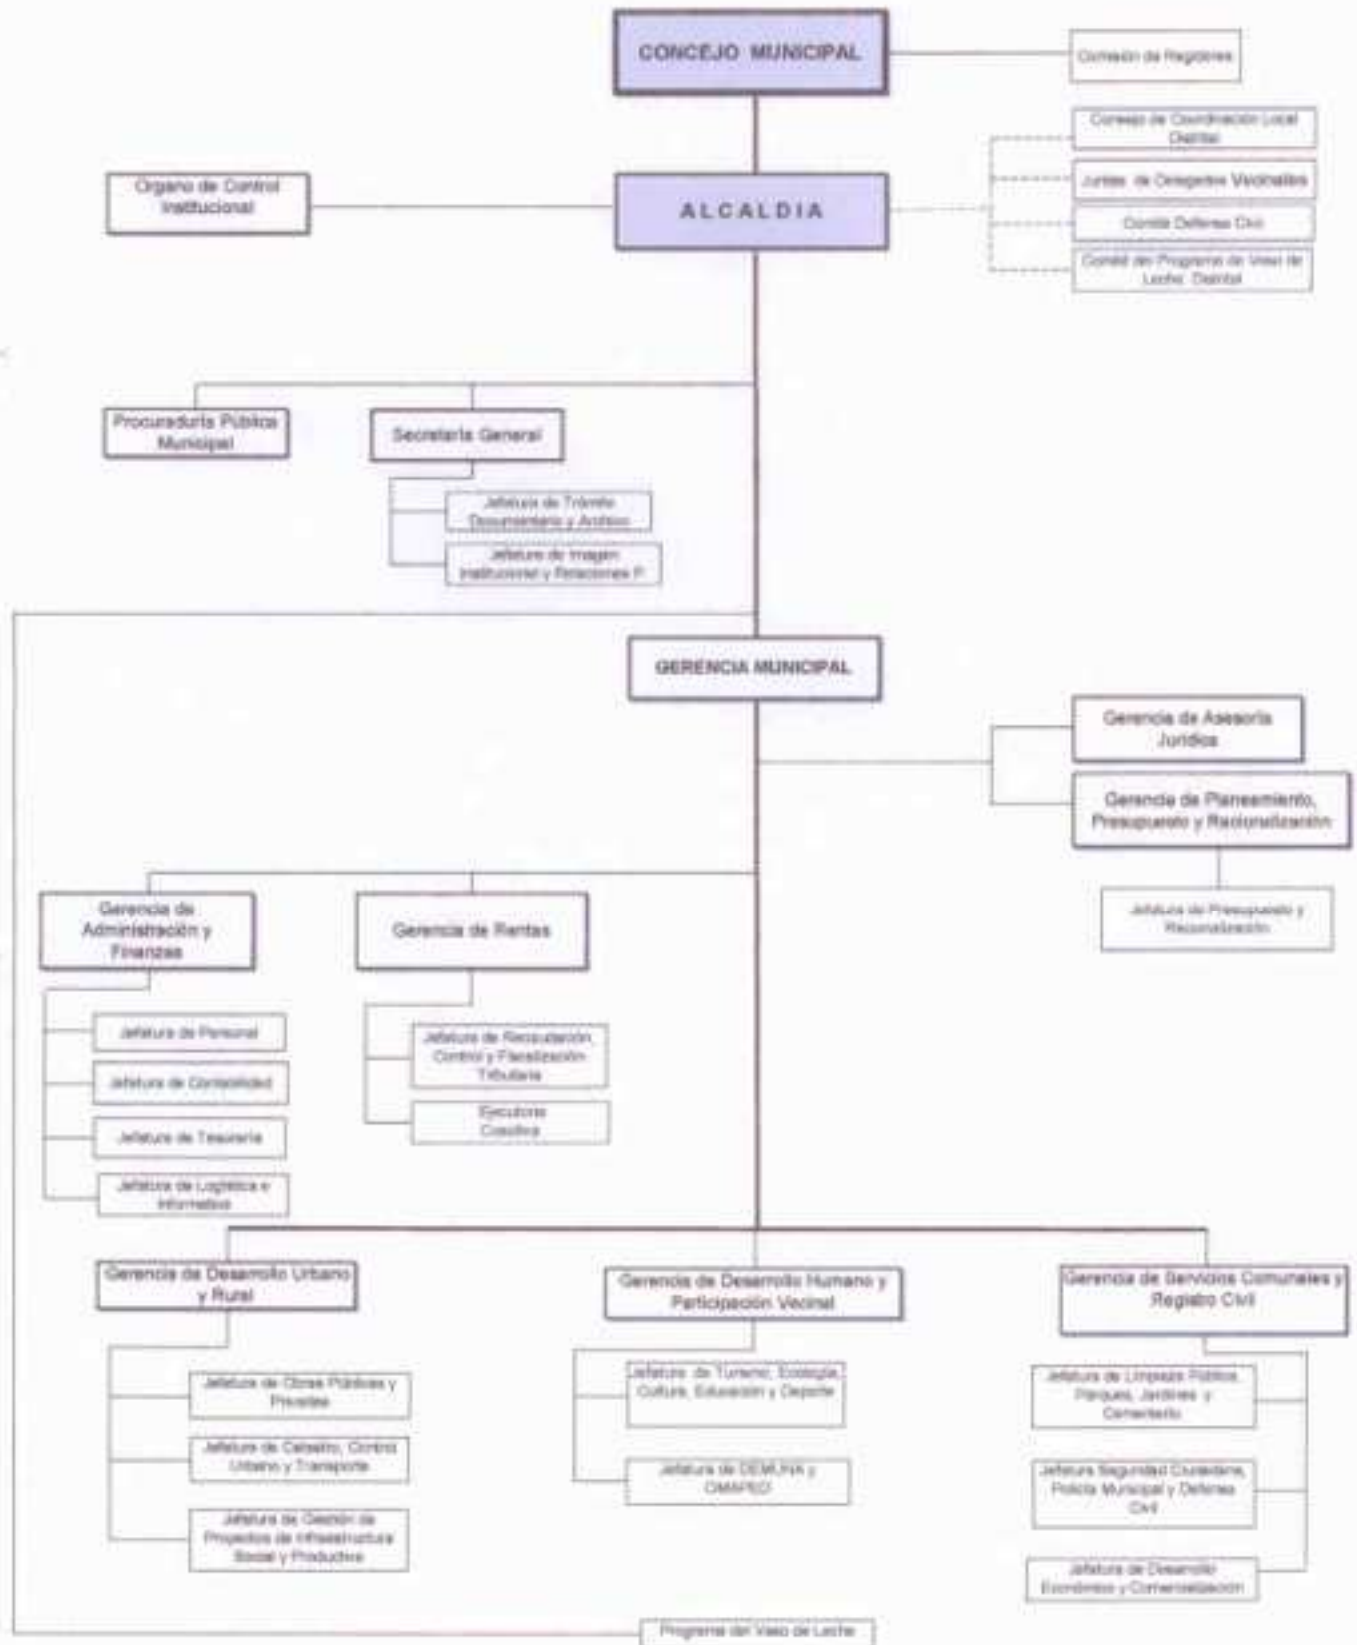 CONCEJO MUNICIPAL
Comisión de Regidores
Consejo de Coordinación Local
Distrital
Organo de Control
Institucional
ALCALDIA
Juntas de Delegados Vecinales
Comité Defensa Civil
Comité del Programa de Vaso de
Leche Distrital
Procuraduría Pública
Municipal
Secretaría General
Jefatura de Trámite
Documentario y Archivo
Jefatura de Imagen
Institucional y Relaciones P
GERENCIA MUNICIPAL
Gerencia de Asesoría
Jurídica
Gerencia de Planeamiento,
Presupuesto y Racionalización
Jefatura de Presupuesto y
Racionalización
Gerencia de
Administración y
Finanzas
Gerencia de Rentas
Jefatura de Personal
Jefatura de Contabilidad
Jefatura de Tesorería
Jefatura de Logística e
Jefatura de Recaudación,
Control y Fiscalización
Tributaria
Ejecutoria
Coactiva
Gerencia de Desarrollo Urbano
y Rural
Gerencia de Desarrollo Humano y
Participación Vecinal
Gerencia de Servicios Comunales y
Registro Civil
Jefatura de Obras Públicas y
Privadas
Jefatura de Catastro, Control
Urbano y Transporte
Jefatura de Gestión de
Proyectos de Infraestructura
Social y Productiva
Jefatura de Turismo, Ecología,
Cultura, Educación y Deporte
Jefatura de DEMUNA y
OMAPED
Jefatura de Limpieza Pública,
Parques, Jardines y
Cementerio
Jefatura Seguridad Ciudadana,
Policía Municipal y Defensa
Civil
Jefatura de Desarrollo
Económico y Comercialización
Programa del Vaso de Leche